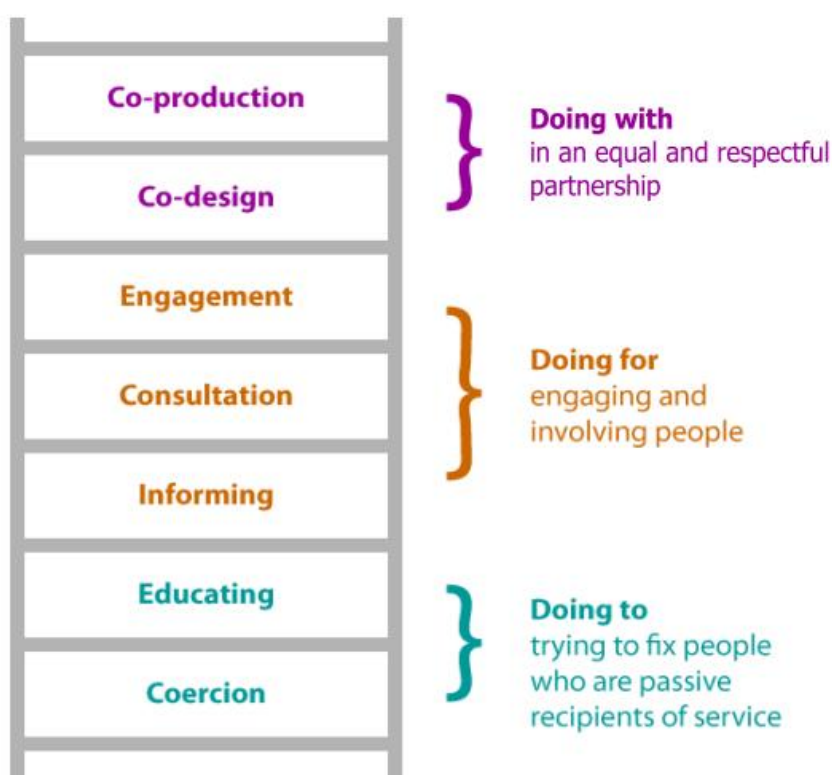 Co-production
Co-design
Doing with
in an equal and respectful
partnership
Engagement
Consultation
Informing
Doing for
engaging and
involving people
Educating
Coercion
Doing to
trying to fix people
who are passive
recipients of service